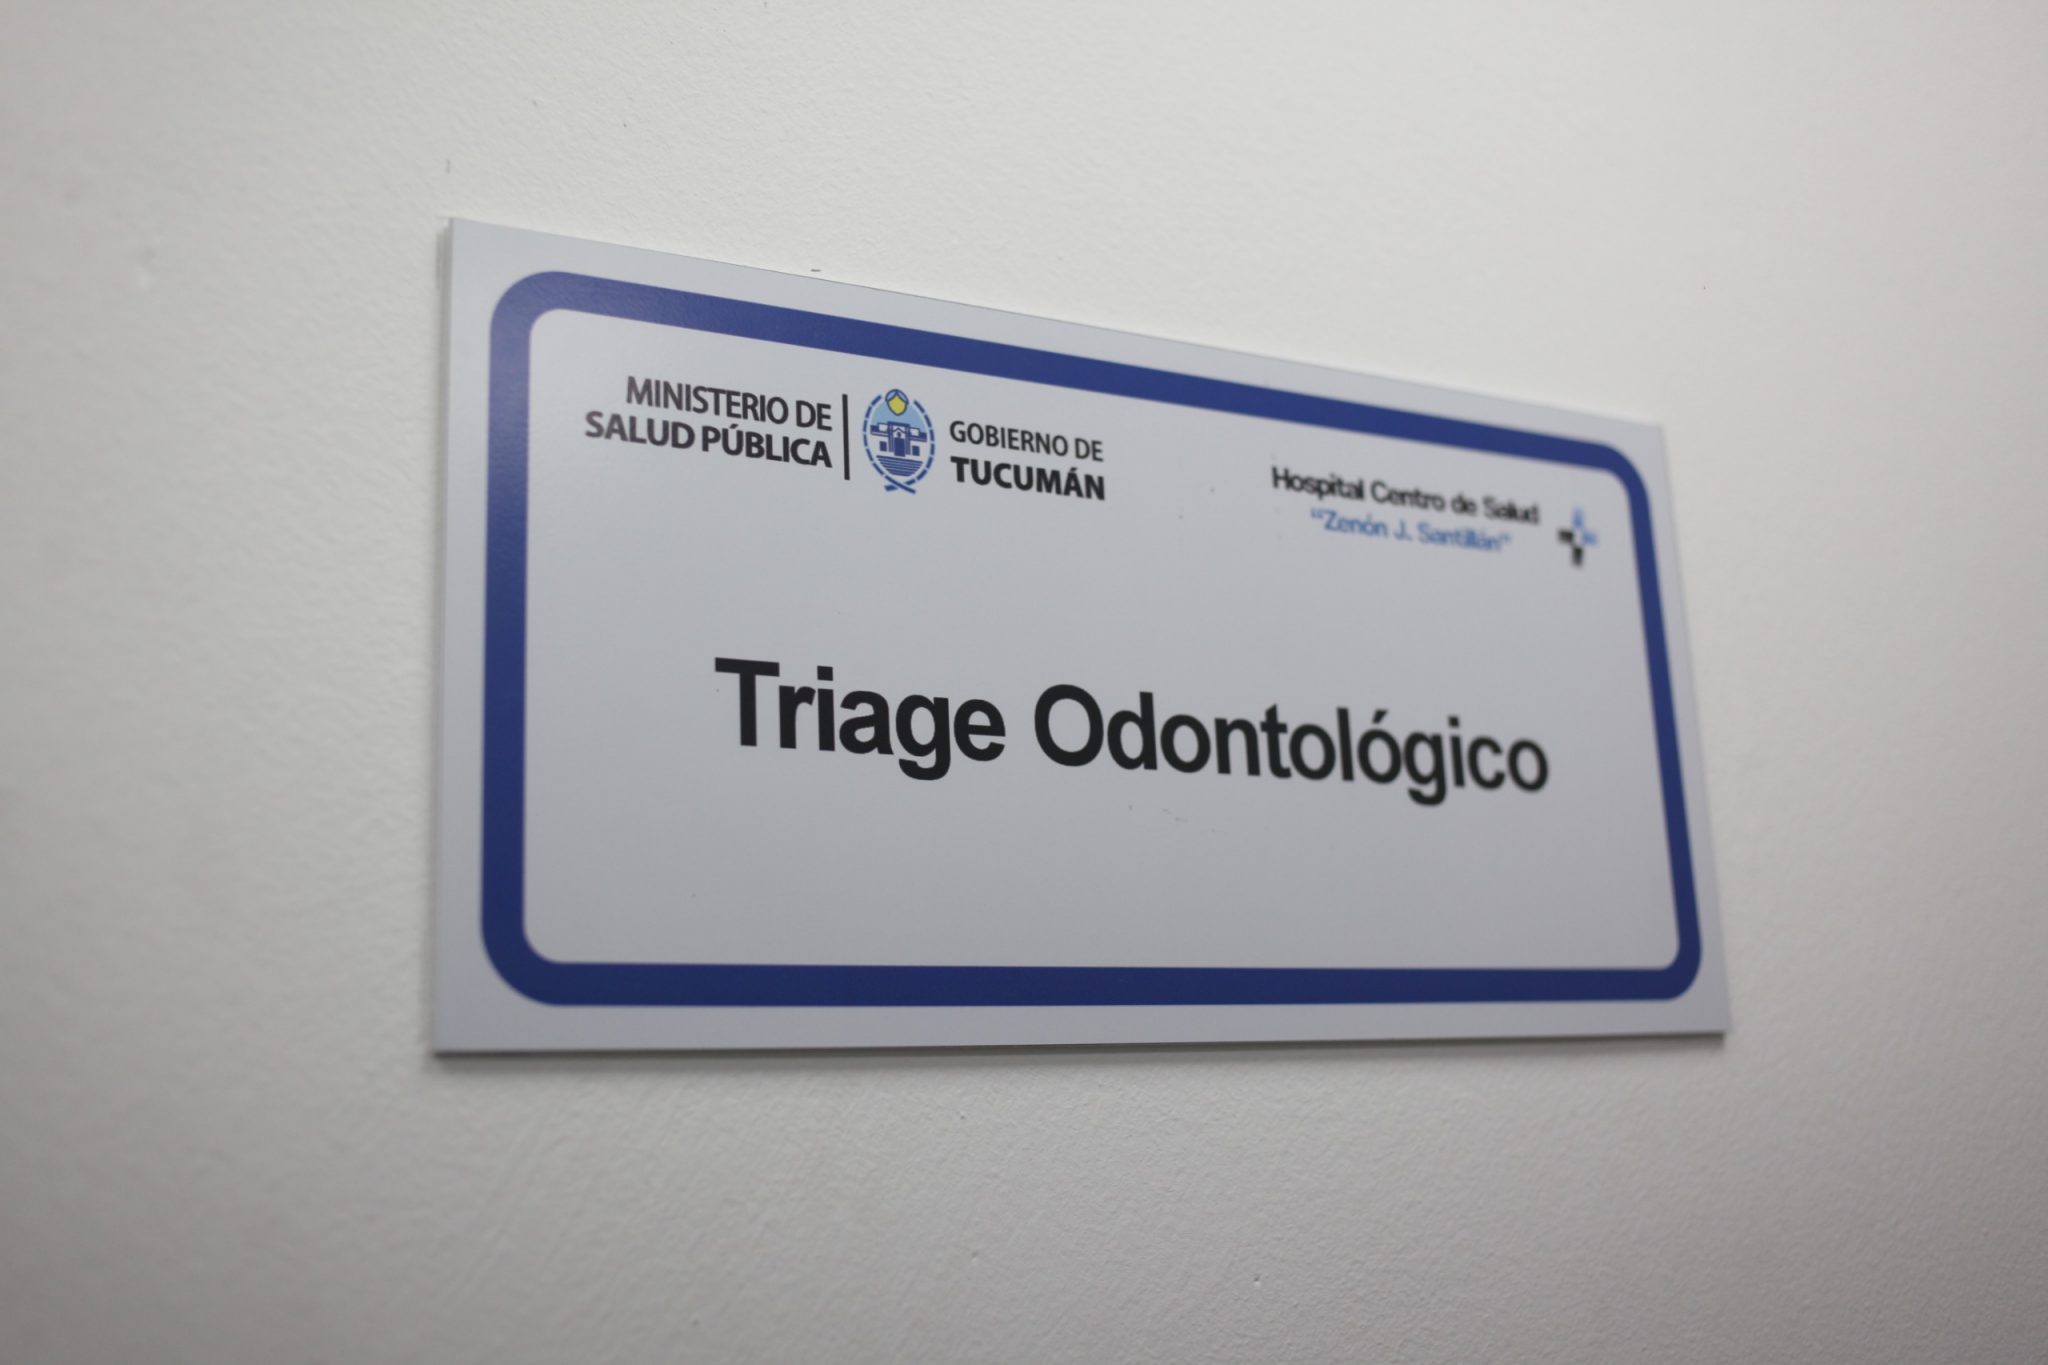 MINISTERIO DE
SALUD PÚBLICA
GOBIERNO DE
TUCUMÁN
Hospital Centro de Salud
“Zenón J. Santillán”
Triage Odontológico